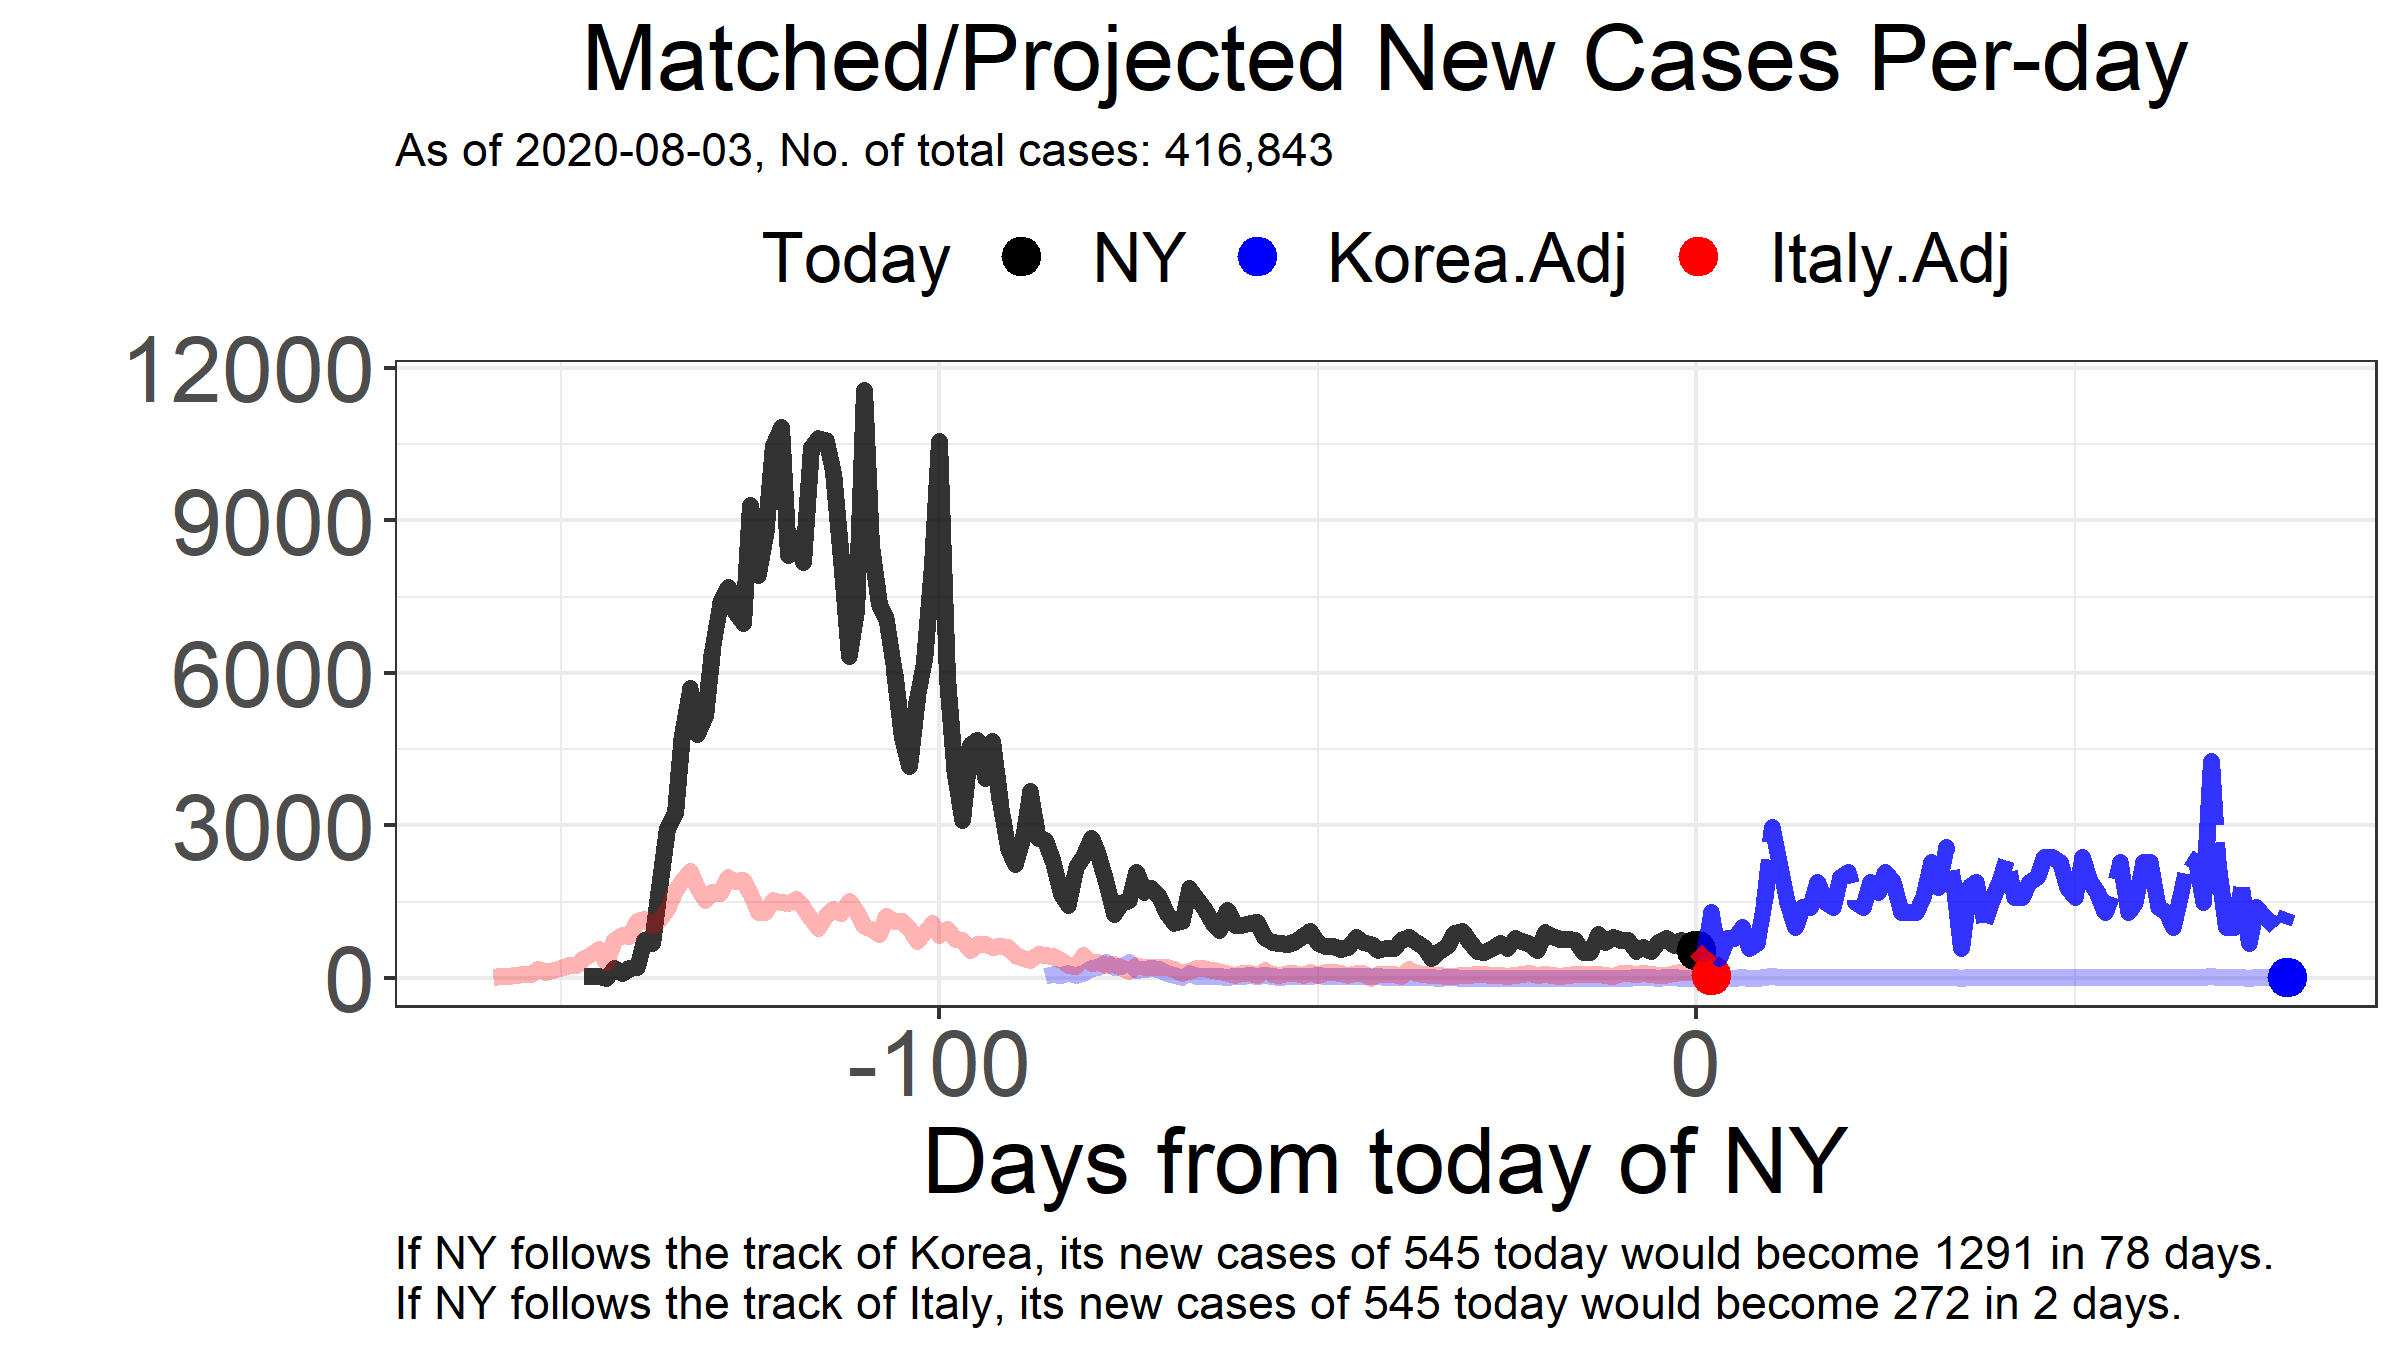 Matched/Projected New Cases Per-day
As of 2020-08-03, No. of total cases: 416,843
Today NY Korea.Adj Italy.Adj
12000
9000
6000
3000
0
-100 0
Days from today of NY
If NY follows the track of Korea, its new cases of 545 today would become 1291 in 78 days.
If NY follows the track of Italy, its new cases of 545 today would become 272 in 2 days.